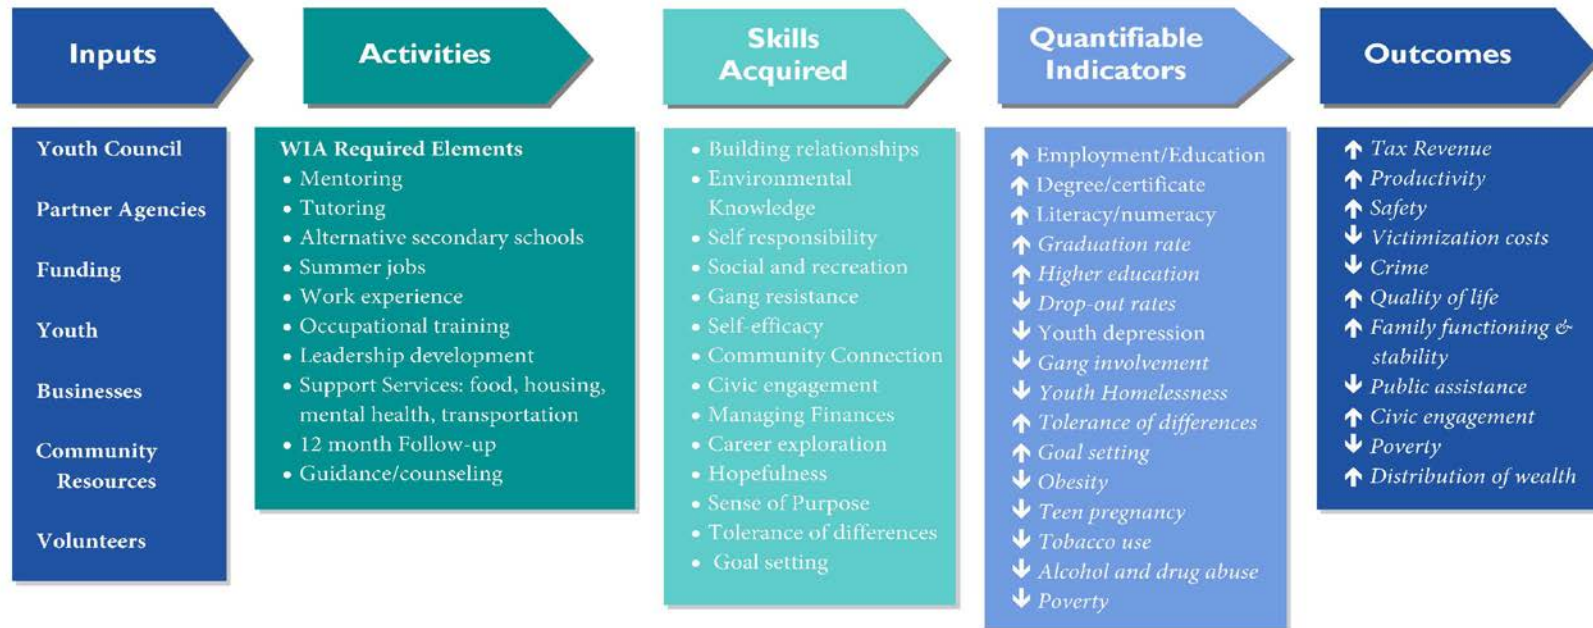 Inputs
Activities
Skills
Acquired
Quantifiable
Indicators
Outcomes
Youth Council
Partner Agencies
Funding
Youth
Businesses
Community
Resources
Volunteers
WIA Required Elements
• Mentoring
• Tutoring
• Alternative secondary schools
• Summer jobs
• Work experience
• Occupational training
• Leadership development
• Support Services: food, housing,
mental health, transportation
• 12 month Follow-up
• Guidance/counseling
• Building relationships
• Environmental
Knowledge
• Self responsibility
• Social and recreation
• Gang resistance
• Self-efficacy
• Community Connection
• Civic engagement
• Managing Finances
• Career exploration
• Hopefulness
• Sense of Purpose
• Tolerance of differences
• Goal setting
↑ Employment/Education
↑ Degree/certificate
↑ Literacy/numeracy
↑ Graduation rate
↑ Higher education
↓ Drop-out rates
↓ Youth depression
↓ Gang involvement
↓ Youth Homelessness
↑ Tolerance of differences
↑ Goal setting
↓ Obesity
↓ Teen pregnancy
↓ Tobacco use
↓ Alcohol and drug abuse
↓ Poverty
↑ Tax Revenue
↑ Productivity
↑ Safety
↓ Victimization costs
↓ Crime
↑ Quality of life
↑ Family functioning &
stability
↓ Public assistance
↑ Civic engagement
↓ Poverty
↑ Distribution of wealth